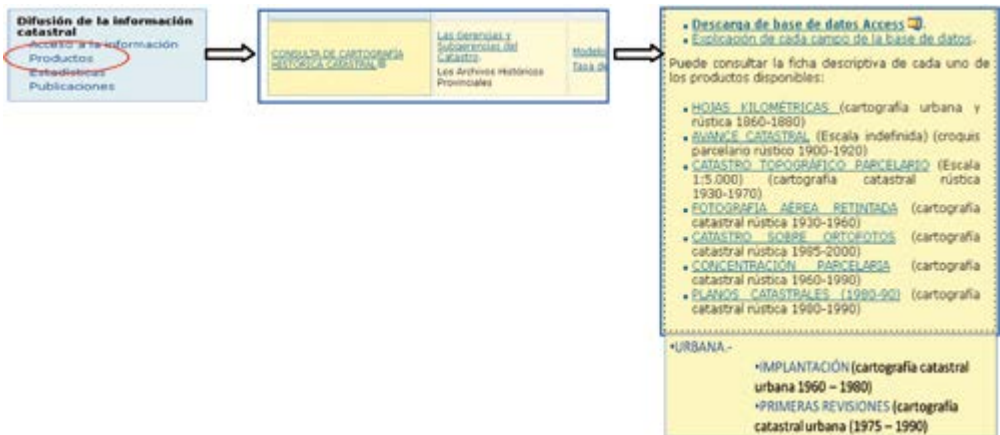 Difusión de la información
catastral
Acceso a la información
Productos
Estadísticas
Publicaciones
CONSULTA DE CARTOGRAFÍA
HISTÓRICA CATASTRAL
Las Gerencias y
Subgerencias del
Catastro.
Los Archivos Históricos
Provinciales
Modelo
Tasa de
• Descarga de base de datos Access.
• Explicación de cada campo de la base de datos.
Puede consultar la ficha descriptiva de cada uno de
los productos disponibles:
• HOJAS KILOMÉTRICAS (cartografía urbana y
rústica 1860-1880)
• AVANCE CATASTRAL (Escala indefinida) (croquis
parcelario rústico 1900-1920)
• CATASTRO TOPOGRÁFICO PARCELARIO (Escala
1:5.000) (cartografía catastral rústica
1930-1970)
• FOTOGRAFIA AÉREA RETINTADA (cartografía
catastral rústica 1930-1960)
• CATASTRO SOBRE ORTOFOTOS (cartografía
catastral rústica 1985-2000)
• CONCENTRACIÓN PARCELARIA (cartografía
catastral rústica 1960-1990)
• PLANOS CATASTRALES (1980-90) (cartografía
catastral rústica 1980-1990)
•URBANA.-
•IMPLANTACIÓN (cartografía catastral
urbana 1960 – 1980)
•PRIMERAS REVISIONES (cartografía
catastral urbana (1975 – 1990)